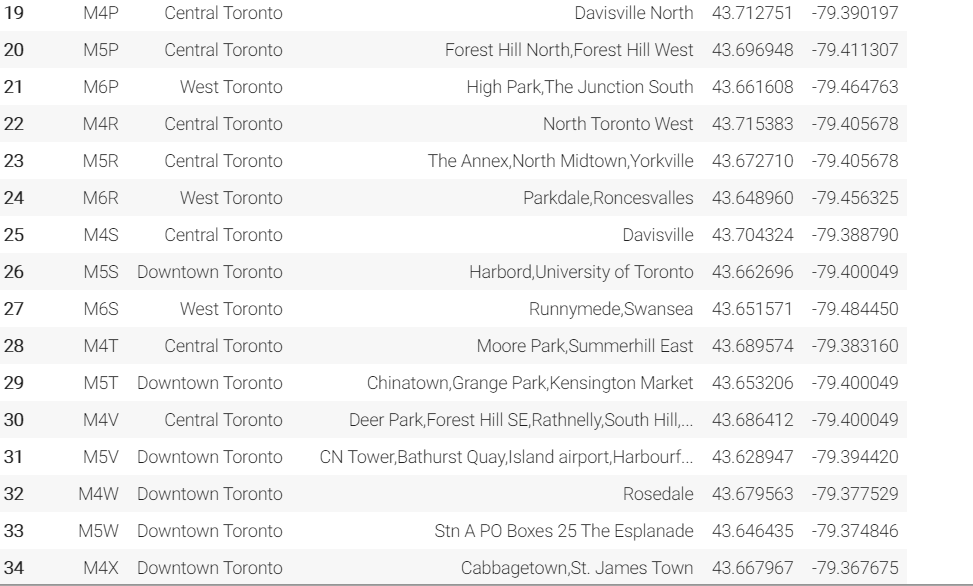 19 M4P Central Toronto Davisville North 43.712751 -79.390197
20 M5P Central Toronto Forest Hill North,Forest Hill West 43.696948 -79.411307
21 M6P West Toronto High Park,The Junction South 43.661608 -79.464763
22 M4R Central Toronto North Toronto West 43.715383 -79.405678
23 M5R Central Toronto The Annex,North Midtown,Yorkville 43.672710 -79.405678
24 M6R West Toronto Parkdale,Roncesvalles 43.648960 -79.456325
25 M4S Central Toronto Davisville 43.704324 -79.388790
26 M5S Downtown Toronto Harbord,University of Toronto 43.662696 -79.400049
27 M6S West Toronto Runnymede,Swansea 43.651571 -79.484450
28 M4T Central Toronto Moore Park,Summerhill East 43.689574 -79.383160
29 M5T Downtown Toronto Chinatown,Grange Park,Kensington Market 43.653206 -79.400049
30 M4V Central Toronto Deer Park,Forest Hill SE,Rathnelly,South Hill,... 43.686412 -79.400049
31 M5V Downtown Toronto CN Tower,Bathurst Quay,Island airport,Harbourf... 43.628947 -79.394420
32 M4W Downtown Toronto Rosedale 43.679563 -79.377529
33 M5W Downtown Toronto Stn A PO Boxes 25 The Esplanade 43.646435 -79.374846
34 M4X Downtown Toronto Cabbagetown,St. James Town 43.667967 -79.367675